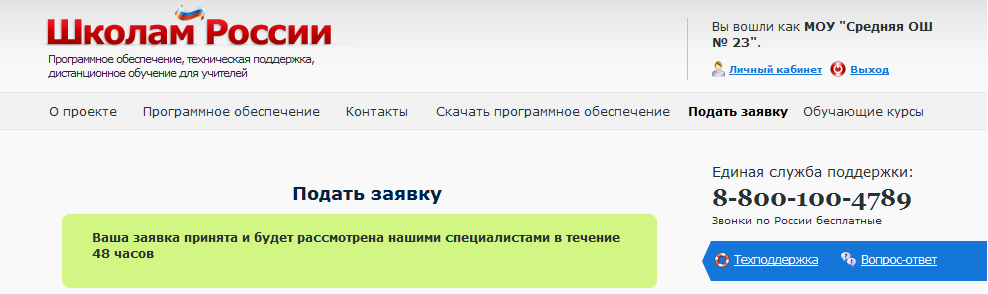 Школам России
Программное обеспечение, техническая поддержка,
дистанционное обучение для учителей
Вы вошли как МОУ "Средняя ОШ
№ 23".
Личный кабинет Выход
О проекте Программное обеспечение Контакты Скачать программное обеспечение Подать заявку Обучающие курсы
Подать заявку
Ваша заявка принята и будет рассмотрена нашими специалистами в течение
48 часов
Единая служба поддержки:
8-800-100-4789
Звонки по России бесплатные
Техподдержка Вопрос-ответ